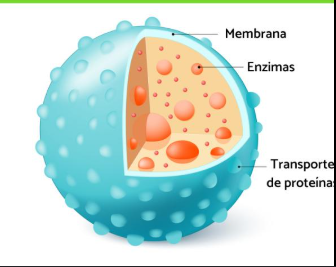 Membrana
Enzimas
Transporte
de proteína